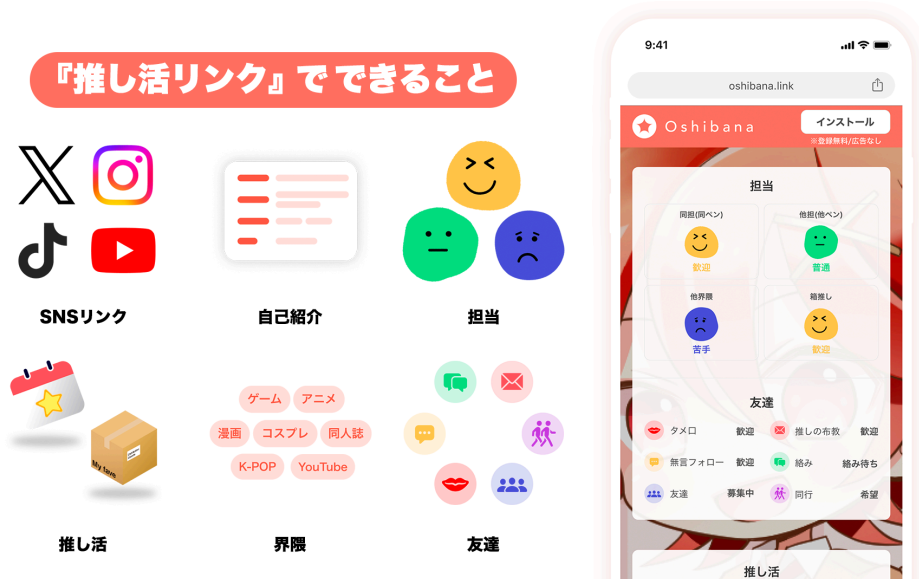 『推し活リンク』でできること
SNSリンク
自己紹介
担当
My fave
推し活
ゲーム
アニメ
漫画
コスプレ
同人誌
K-POP
YouTube
界隈
友達
9:41
oshibana.link
Oshibana
インストール
※登録無料/広告なし
担当
同担(同ペン)
他担(他ペン)
歓迎
普通
他界隈
箱推し
苦手
歓迎
友達
タメ口 歓迎
推しの布教 歓迎
無言フォロー 歓迎
絡み 絡み待ち
友達 募集中
同行 希望
推し活